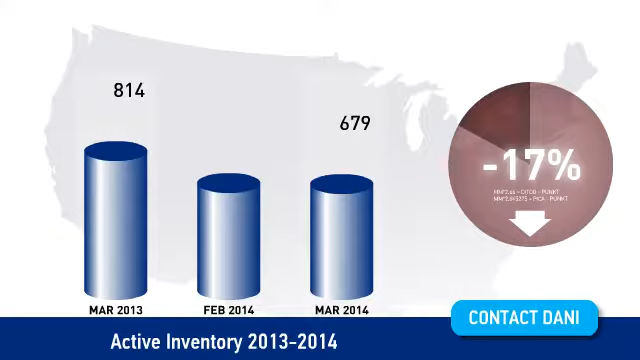 814
679
-17%
MAR 2013
FEB 2014
MAR 2014
CONTACT DANI
Active Inventory 2013-2014